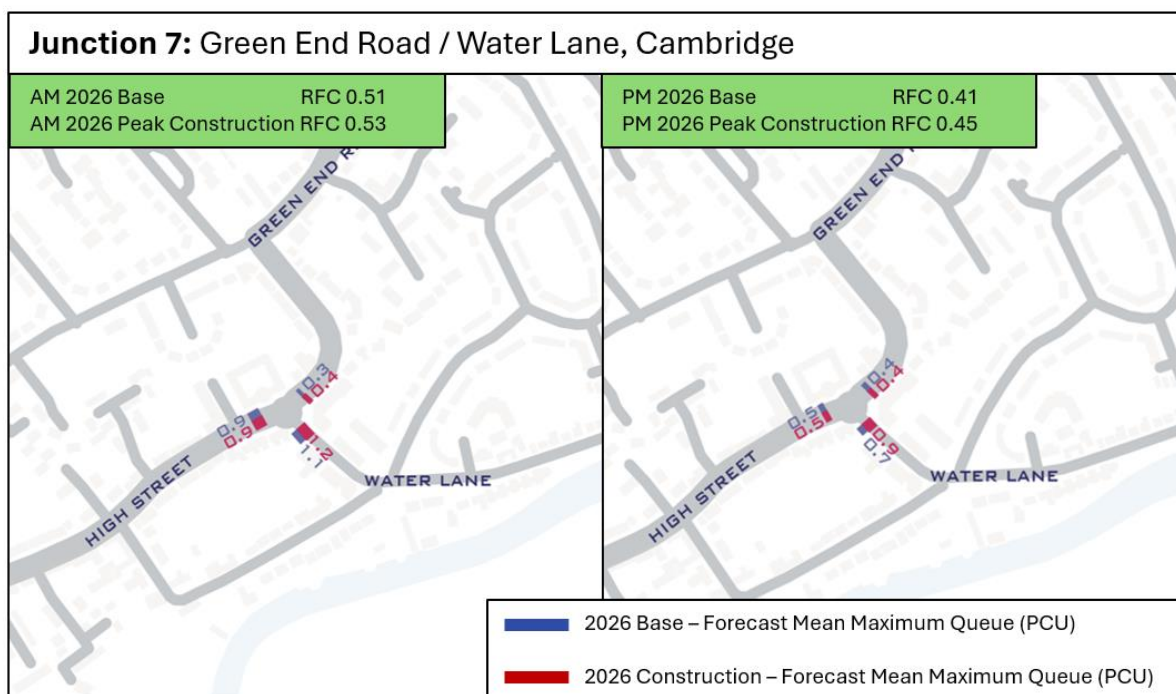 Junction 7: Green End Road / Water Lane, Cambridge
AM 2026 Base RFC 0.51
AM 2026 Peak Construction RFC 0.53
PM 2026 Base RFC 0.41
PM 2026 Peak Construction RFC 0.45
GREEN END R
0.3
0.4
0.9
0.9
1.2
1.1
HIGH STREET
WATER LANE
GREEN END
0.4
0.4
0.5
0.5
0.9
0.7
HIGH STREET
WATER LANE
2026 Base – Forecast Mean Maximum Queue (PCU)
2026 Construction – Forecast Mean Maximum Queue (PCU)